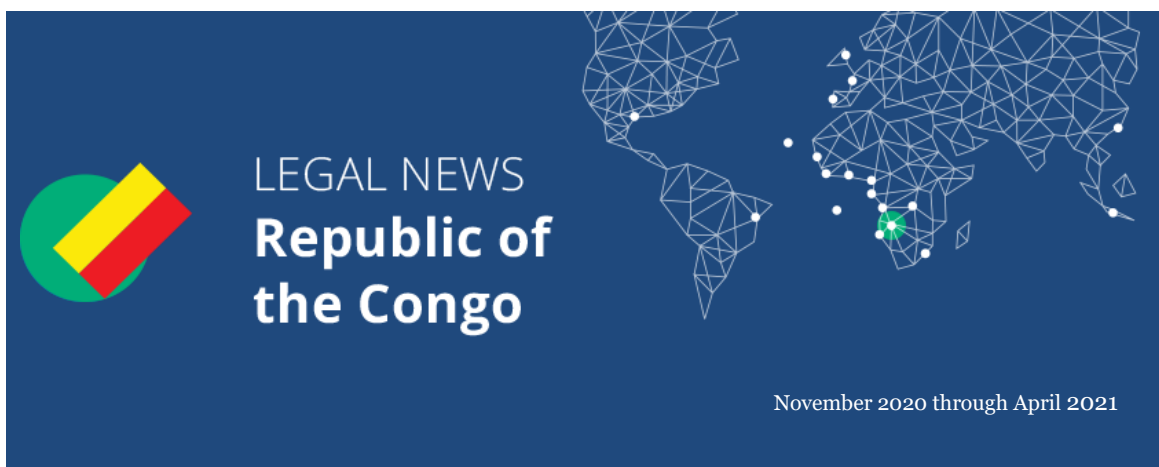 LEGAL NEWS
Republic of
the Congo
November 2020 through April 2021